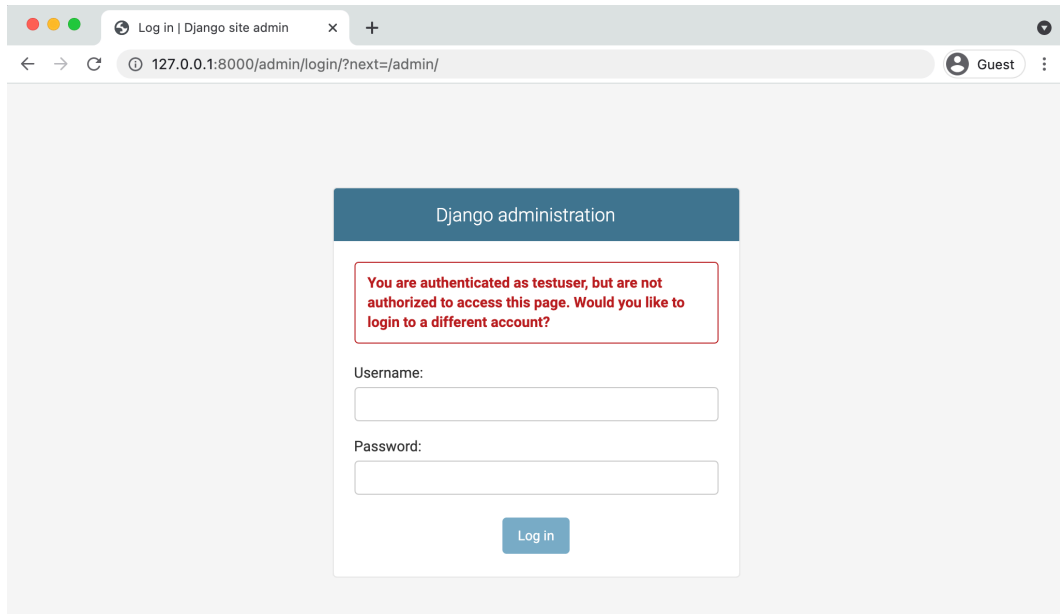 Log in | Django site admin
127.0.0.1:8000/admin/login/?next=/admin/
Guest
Django administration
You are authenticated as testuser, but are not
authorized to access this page. Would you like to
login to a different account?
Username:
Password:
Log in